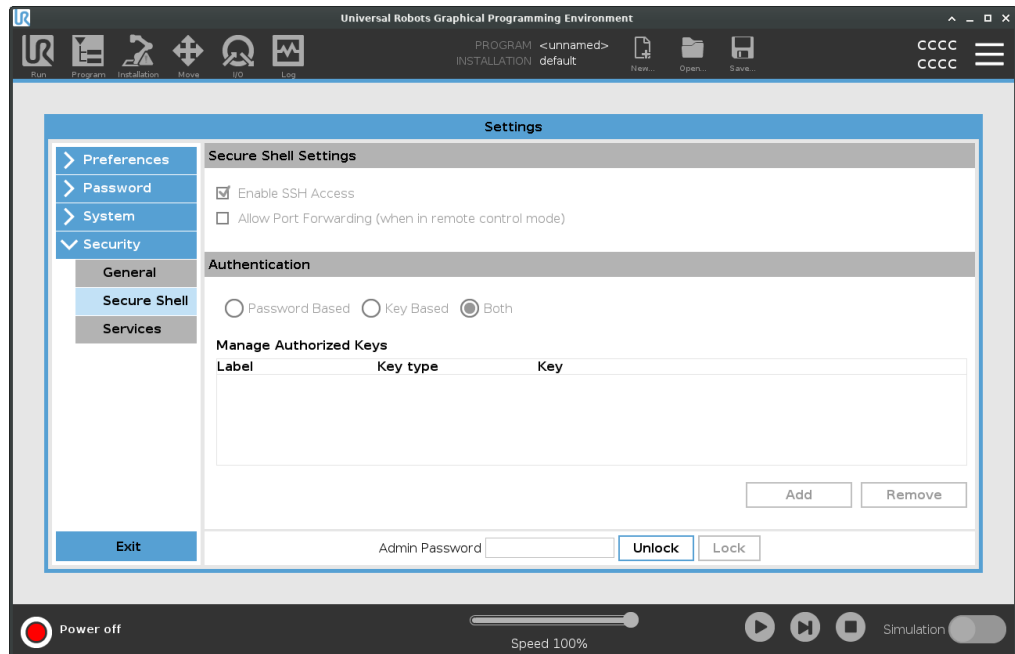 Universal Robots Graphical Programming Environment
UR
Run
Program
Installation
Move
I/O
Log
PROGRAM <unnamed>
INSTALLATION default
New...
Open...
Save...
CCCC
CCCC
Settings
Preferences
Password
System
Security
General
Secure Shell
Services
Exit
Secure Shell Settings
Enable SSH Access
Allow Port Forwarding (when in remote control mode)
Authentication
Password Based Key Based Both
Manage Authorized Keys
Label Key type Key
Add Remove
Admin Password Unlock Lock
Power off
Speed 100%
Simulation